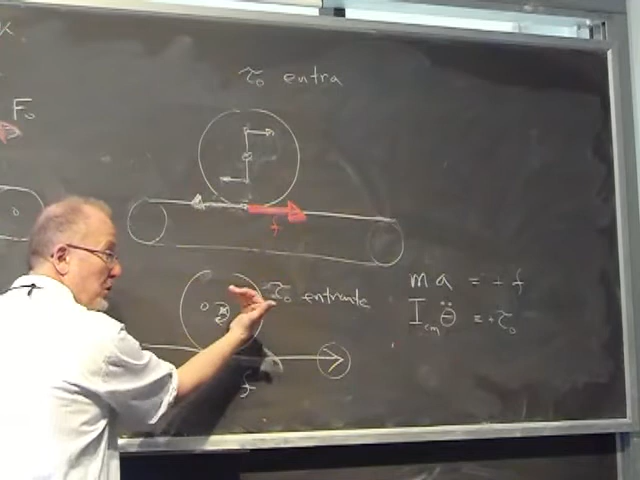 K
F₀
τ₀ entra
f
τ₀ entrante
f
m a = + f
I_cm θ̈ = + τ₀